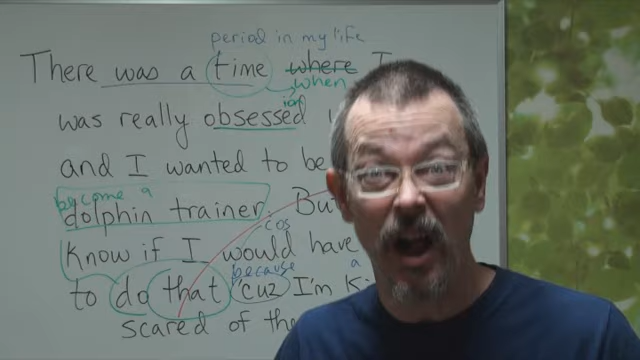 period in my life
There was a time where I
when
ion
was really obsessed
and I wanted to be
become a
dolphin trainer But
cos
know if I would have
because a
to do that 'cuz I'm
scared of the